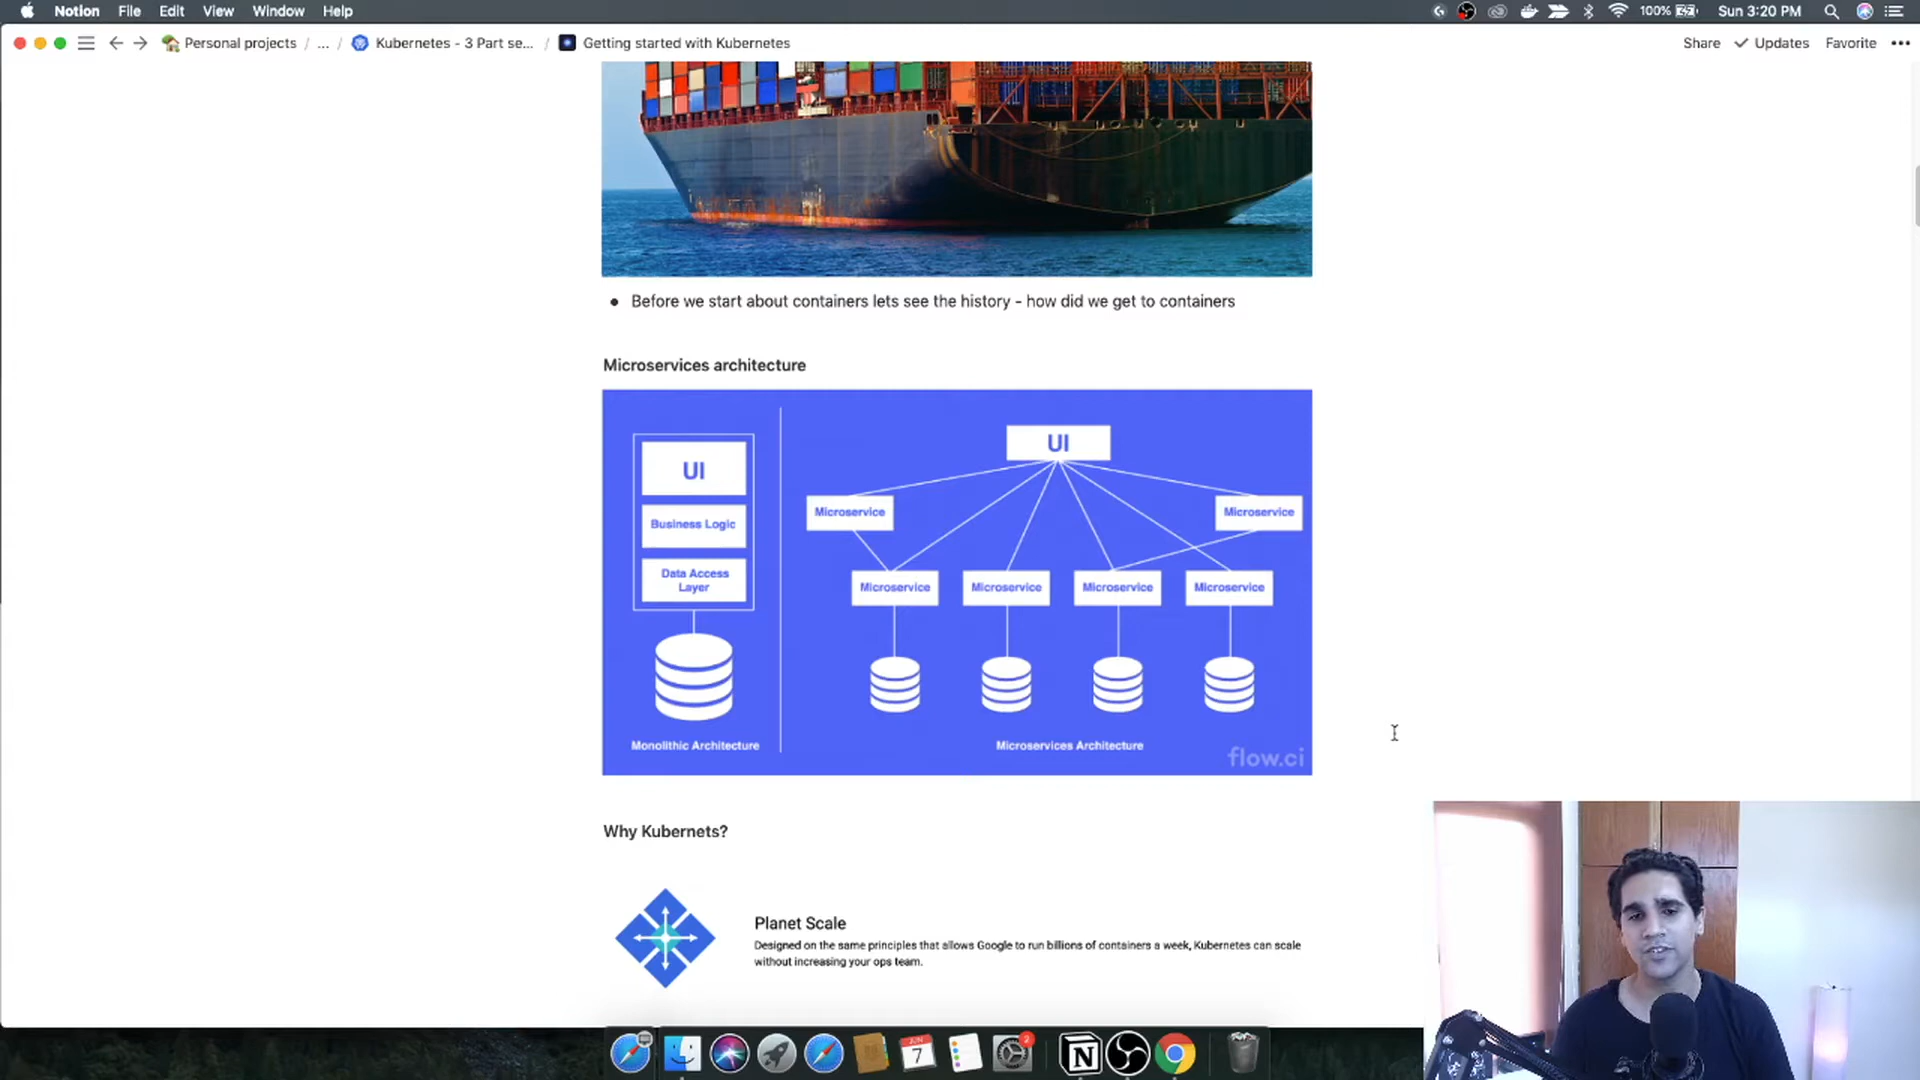 Notion File Edit View Window Help
100% Sun 3:20 PM
Personal projects / ... / Kubernetes - 3 Part se... / Getting started with Kubernetes
Share Updates Favorite
Before we start about containers lets see the history - how did we get to containers
Microservices architecture
UI
Business Logic
Data Access
Layer
Monolithic Architecture
UI
Microservice
Microservice
Microservice
Microservice
Microservice
Microservice
Microservices Architecture
flow.ci
Why Kubernets?
Planet Scale
Designed on the same principles that allows Google to run billions of containers a week, Kubernetes can scale
without increasing your ops team.
JUN
7
2